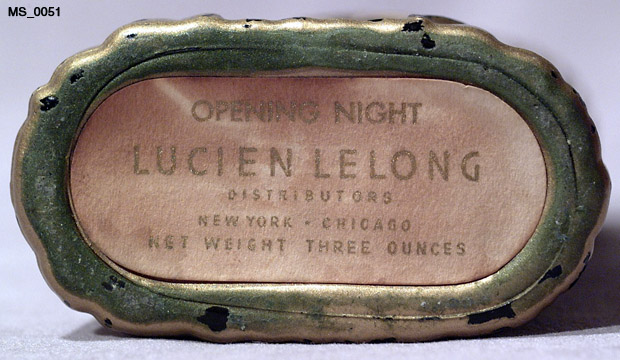 MS_0051
OPENING NIGHT
LUCIEN LELONG
DISTRIBUTORS
NEW YORK - CHICAGO
NET WEIGHT THREE OUNCES